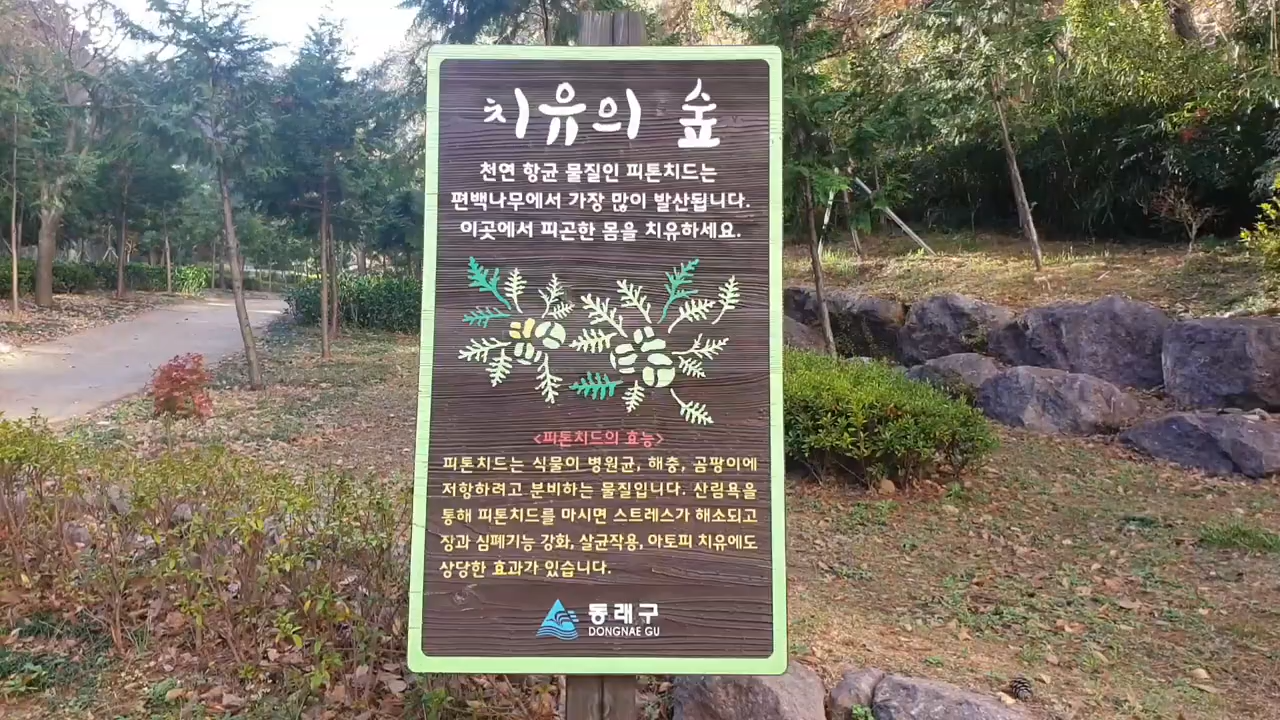 치유의 숲
천연 항균 물질인 피톤치드는
편백나무에서 가장 많이 발산됩니다.
이곳에서 피곤한 몸을 치유하세요.
<피톤치드의 효능>
피톤치드는 식물이 병원균, 해충, 곰팡이에
저항하려고 분비하는 물질입니다. 산림욕을
통해 피톤치드를 마시면 스트레스가 해소되고
장과 심폐기능 강화, 살균작용, 아토피 치유에도
상당한 효과가 있습니다.
동래구
DONGNAE GU